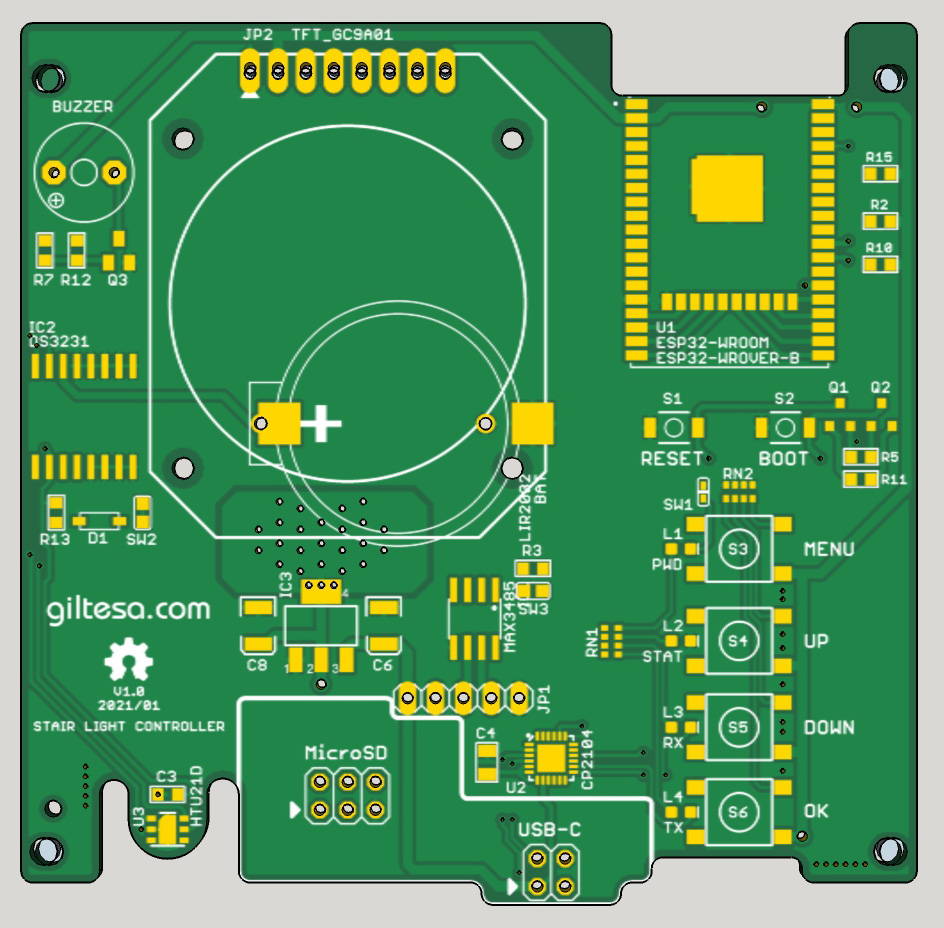 JP2 TFT_GC9A01
BUZZER
R15
R2
R10
R7 R12 Q3
IC2
DS3231
U1
ESP32-WROOM
ESP32-WROVER-B
S1 S2 Q1 Q2
RESET BOOT
R5
R11
RN2
SW1
LIR2032
BAT
R13 D1 SW2
L1
PWD
S3 MENU
R3
SW3
IC3
4
MAX3485
giltesa.com
L2
STAT
S4 UP
RN1
C8 1 2 3 C6
V1.0
2021/01
STAIR LIGHT CONTROLLER
JP1
L3
RX
S5 DOWN
MicroSD
C4
U2
CP2104
C3
U3
HTU21D
L4
TX
S6 OK
USB-C